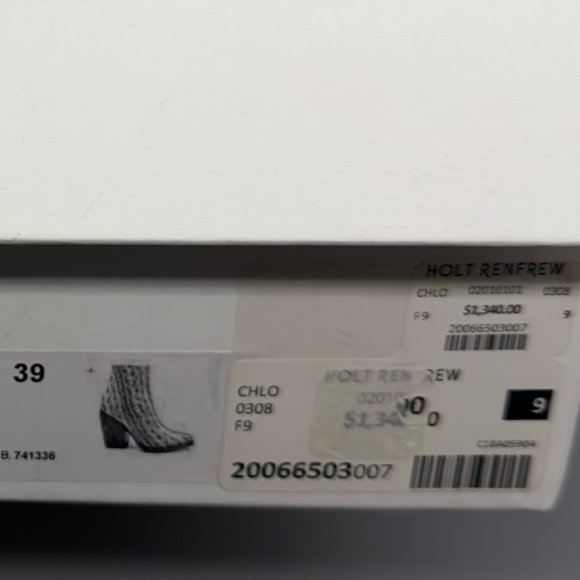 HOLT RENFREW
CHLO 02010101 0308
F9 $1,340.00 9
20066503007
39
B. 741336
HOLT RENFREW
CHLO
0308
F9
9
20066503007